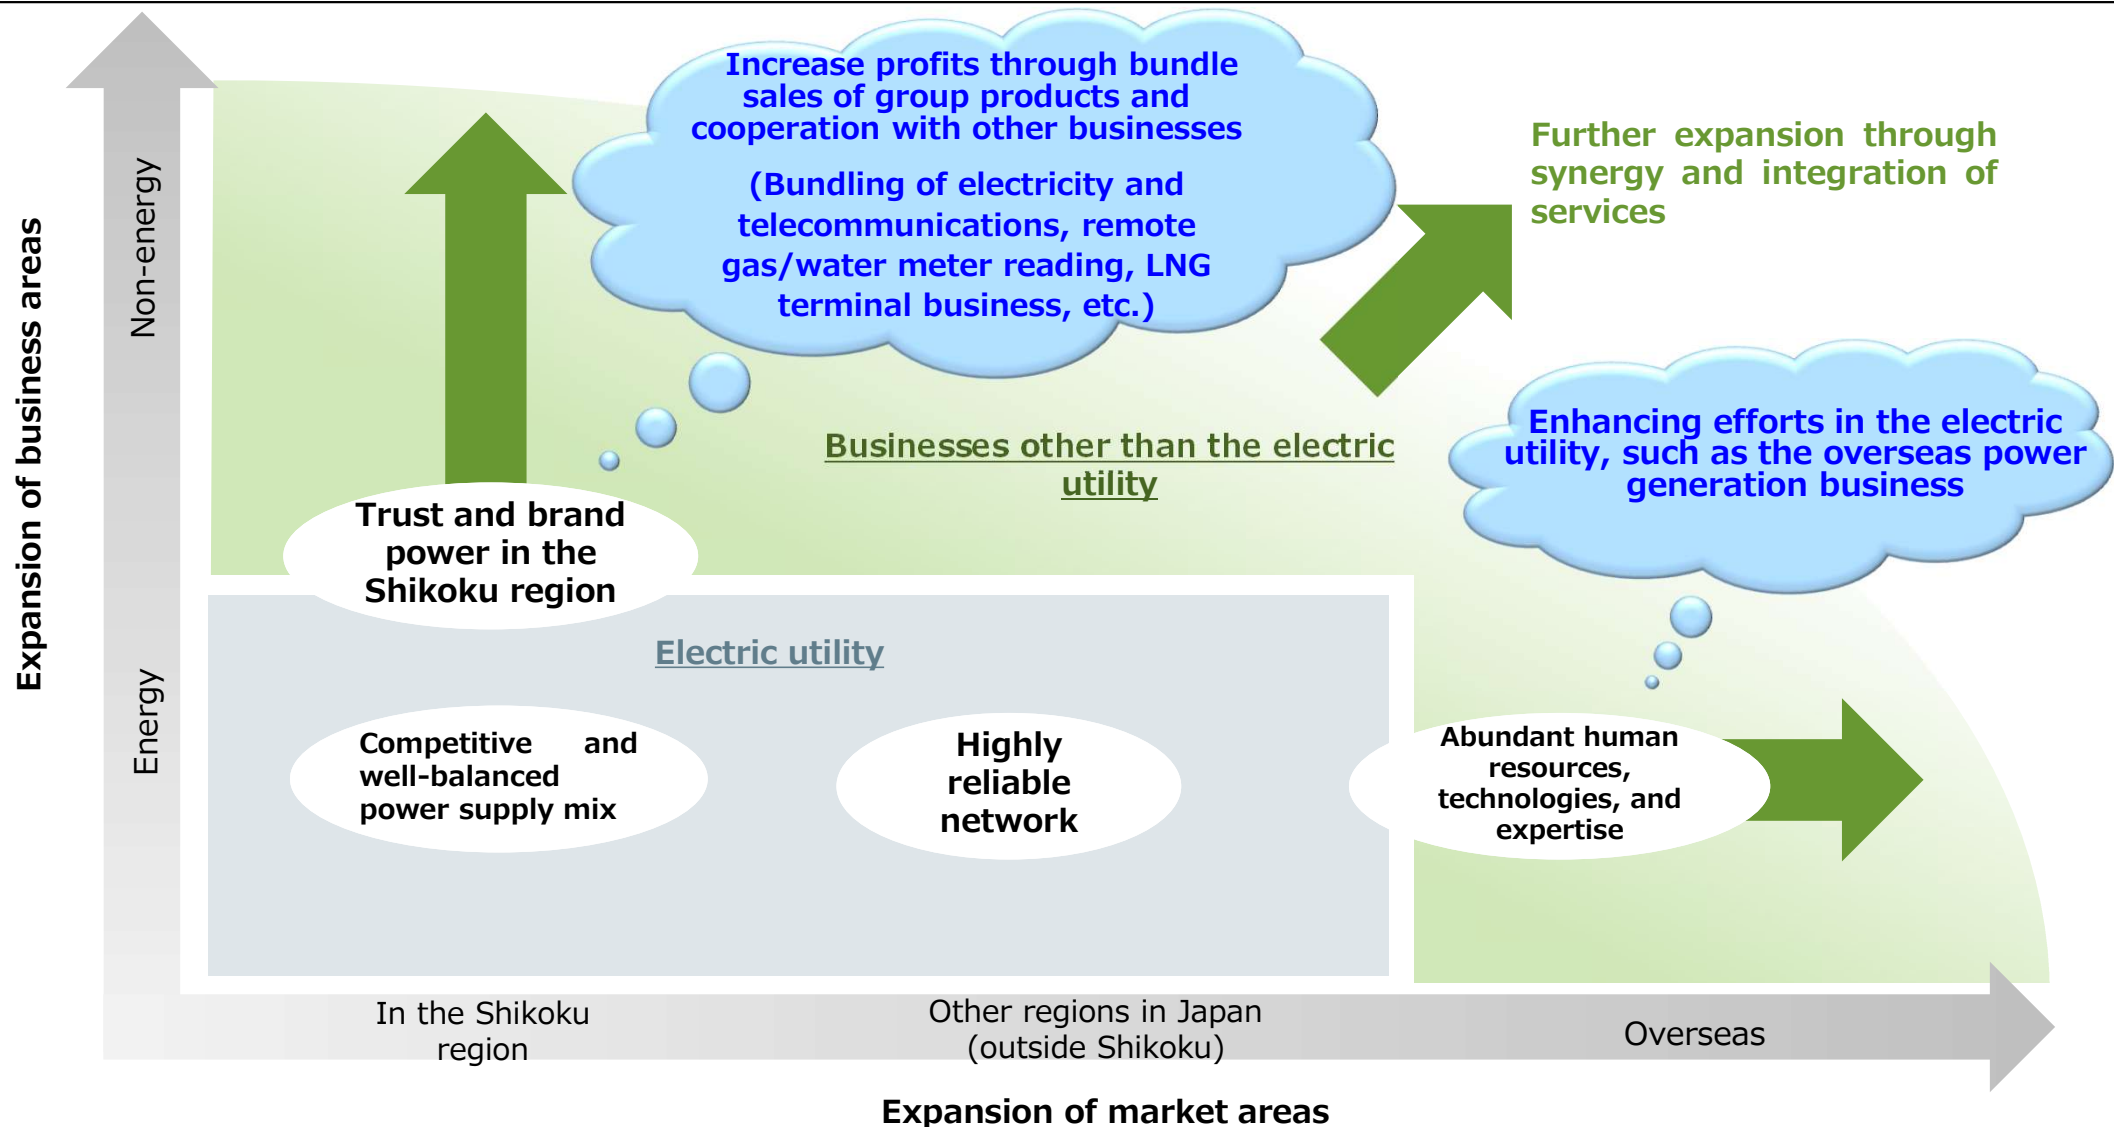 Increase profits through bundle
sales of group products and
cooperation with other businesses
(Bundling of electricity and
telecommunications, remote
gas/water meter reading, LNG
terminal business, etc.)
Further expansion through
synergy and integration of
services
Expansion of business areas
Non-energy
Energy
Businesses other than the electric
utility
Enhancing efforts in the electric
utility, such as the overseas power
generation business
Trust and brand
power in the
Shikoku region
Electric utility
Competitive and
well-balanced
power supply mix
Highly
reliable
network
Abundant human
resources,
technologies, and
expertise
In the Shikoku
region
Other regions in Japan
(outside Shikoku)
Overseas
Expansion of market areas